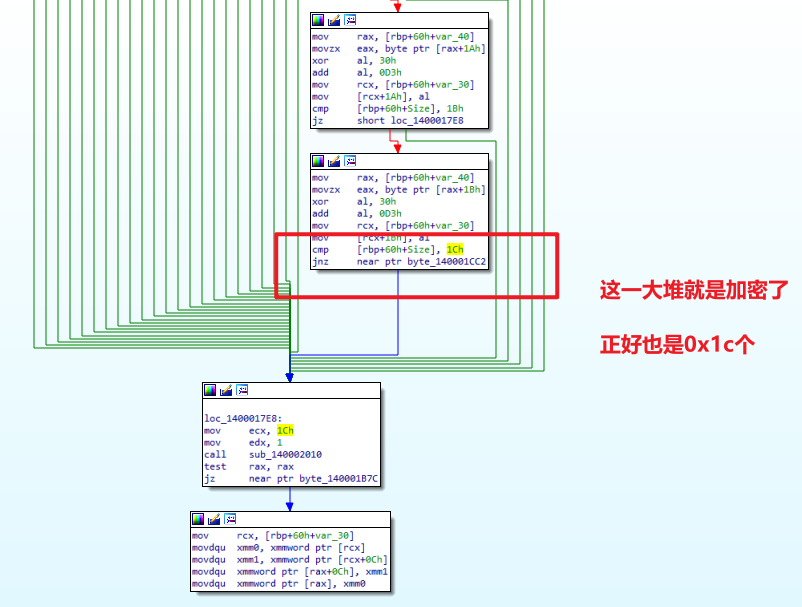 mov rax, [rbp+60h+var_40]
movzx eax, byte ptr [rax+1Ah]
xor al, 30h
add al, 0D3h
mov rcx, [rbp+60h+var_30]
mov [rcx+1Ah], al
cmp [rbp+60h+Size], 1Bh
jz short loc_1400017E8
mov rax, [rbp+60h+var_40]
movzx eax, byte ptr [rax+1Bh]
xor al, 30h
add al, 0D3h
mov rcx, [rbp+60h+var_30]
mov [rcx+1Bh], al
cmp [rbp+60h+Size], 1Ch
jnz near ptr byte_140001CC2
这一大堆就是加密了
正好也是0x1c个
loc_1400017E8:
mov ecx, 1Ch
mov edx, 1
call sub_140002010
test rax, rax
jz near ptr byte_140001B7C
mov rcx, [rbp+60h+var_30]
movdqu xmm0, xmmword ptr [rcx]
movdqu xmm1, xmmword ptr [rcx+0Ch]
movdqu xmmword ptr [rax+0Ch], xmm1
movdqu xmmword ptr [rax], xmm0